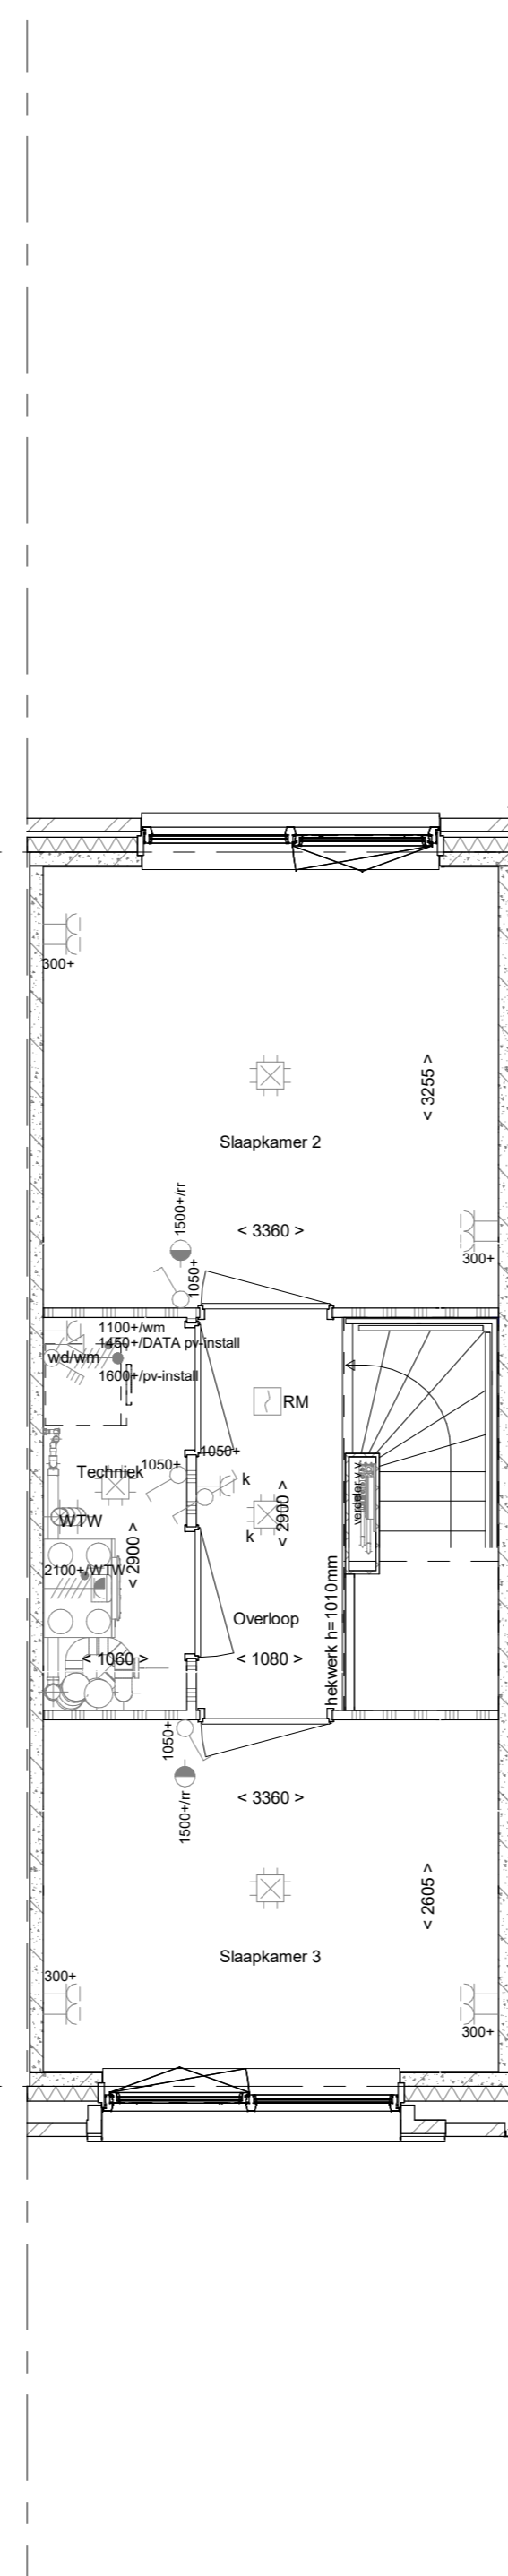 300+
< 3255 >
Slaapkamer 2
1500+/rr
< 3360 >
300+
1050+
1100+/wm
1450+/DATA pv-install
wd/wm
1600+/pv-install
RM
1050+
1050+
Techniek
k
verdeler v.v.
WTW
< 2900 >
k
< 2900 >
2100+/WTW
hekwerk h=1010mm
Overloop
< 1060 >
< 1080 >
1050+
1500+/rr
< 3360 >
< 2605 >
Slaapkamer 3
300+
300+